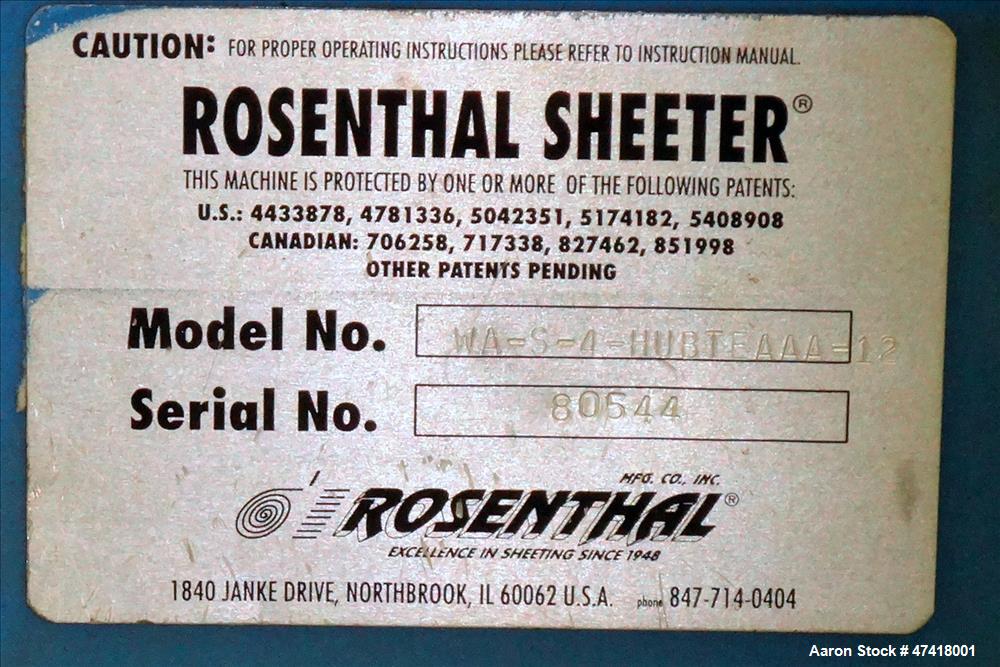 CAUTION: FOR PROPER OPERATING INSTRUCTIONS PLEASE REFER TO INSTRUCTION MANUAL.
ROSENTHAL SHEETER®
THIS MACHINE IS PROTECTED BY ONE OR MORE OF THE FOLLOWING PATENTS:
U.S.: 4433878, 4781336, 5042351, 5174182, 5408908
CANADIAN: 706258, 717338, 827462, 851998
OTHER PATENTS PENDING
Model No. WA-S-4-HUBTEAAA-12
Serial No. 80544
MFG. CO., INC.
ROSENTHAL®
EXCELLENCE IN SHEETING SINCE 1948
1840 JANKE DRIVE, NORTHBROOK, IL 60062 U.S.A. phone 847-714-0404
Aaron Stock # 47418001